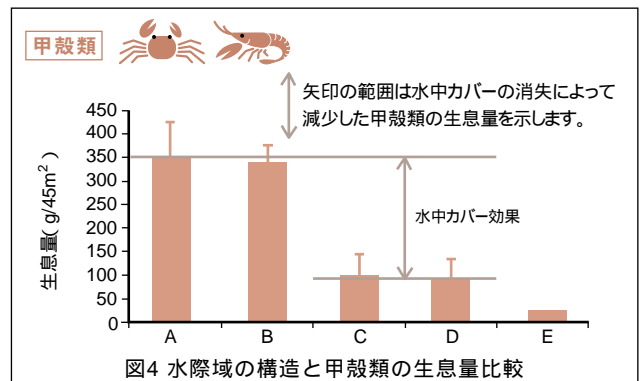 甲殻類
矢印の範囲は水中カバーの消失によって
減少した甲殻類の生息量を示します。
生息量(g/45m²)
450
400
350
300
250
200
150
100
50
0
水中カバー効果
A B C D E
図4 水際域の構造と甲殻類の生息量比較